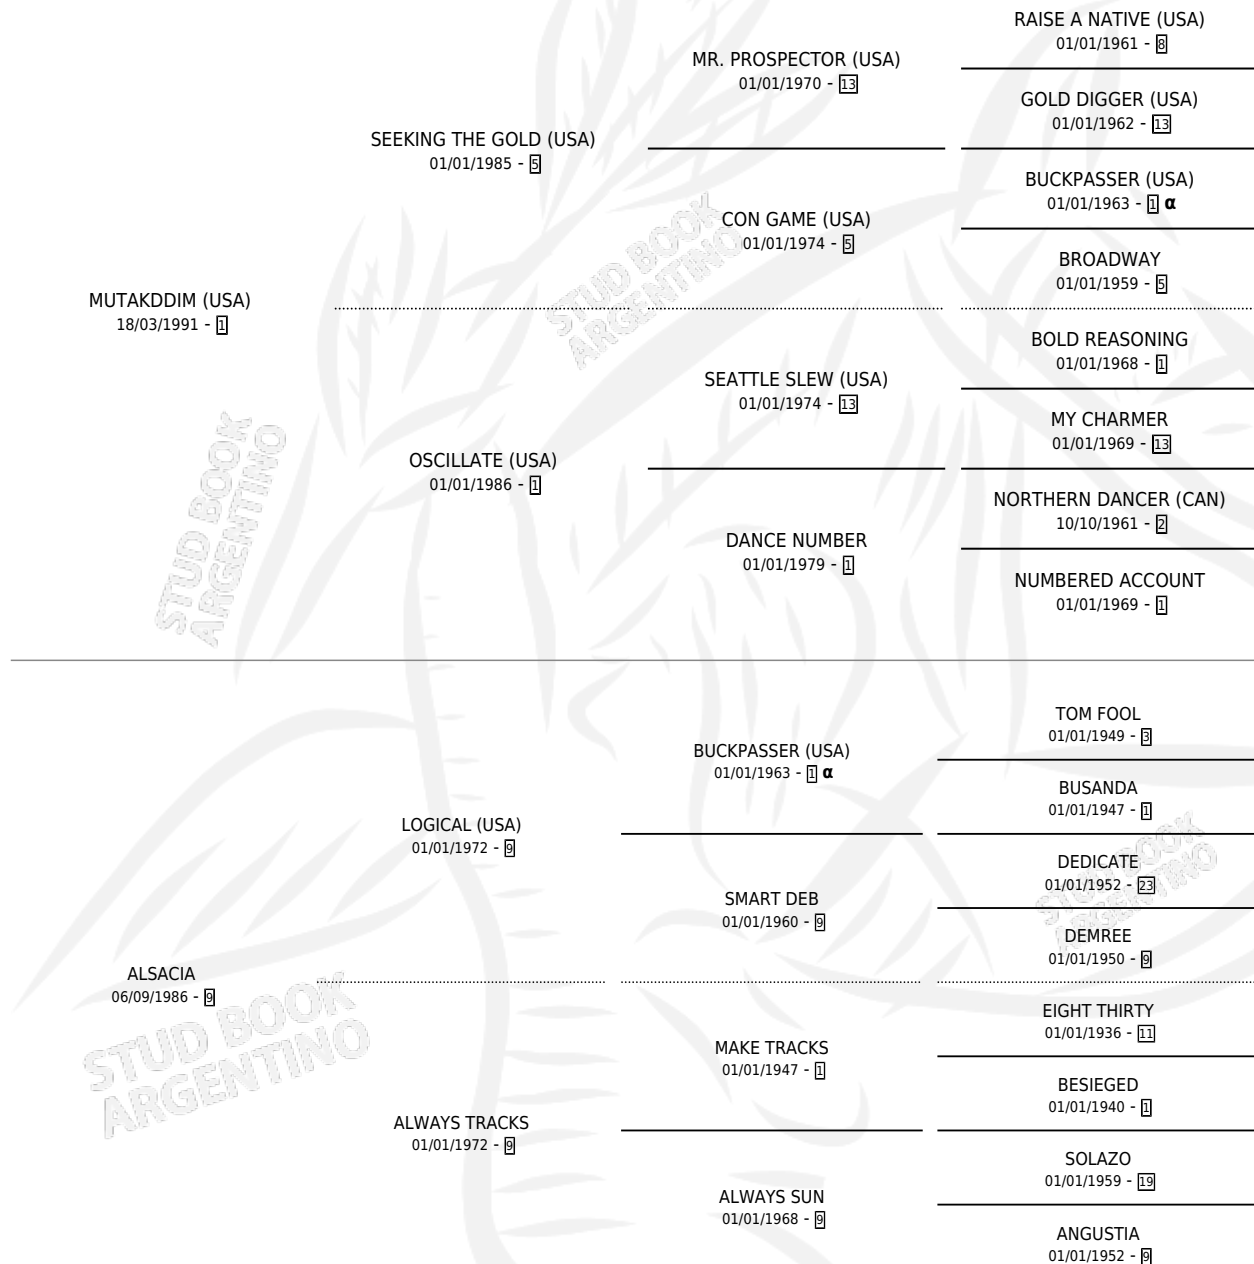 RAISE A NATIVE (USA)
01/01/1961 - 8
MR. PROSPECTOR (USA)
01/01/1970 - 13
GOLD DIGGER (USA)
01/01/1962 - 13
SEEKING THE GOLD (USA)
01/01/1985 - 5
BUCKPASSER (USA)
01/01/1963 - 1 α
CON GAME (USA)
01/01/1974 - 5
BROADWAY
01/01/1959 - 5
MUTAKDDIM (USA)
18/03/1991 - 1
BOLD REASONING
01/01/1968 - 1
SEATTLE SLEW (USA)
01/01/1974 - 13
MY CHARMER
01/01/1969 - 13
OSCILLATE (USA)
01/01/1986 - 1
NORTHERN DANCER (CAN)
10/10/1961 - 2
DANCE NUMBER
01/01/1979 - 1
NUMBERED ACCOUNT
01/01/1969 - 1
TOM FOOL
01/01/1949 - 3
BUCKPASSER (USA)
01/01/1963 - 1 α
BUSANDA
01/01/1947 - 1
LOGICAL (USA)
01/01/1972 - 9
DEDICATE
01/01/1952 - 23
SMART DEB
01/01/1960 - 9
DEMREE
01/01/1950 - 9
ALSACIA
06/09/1986 - 9
EIGHT THIRTY
01/01/1936 - 11
MAKE TRACKS
01/01/1947 - 1
BESIEGED
01/01/1940 - 1
ALWAYS TRACKS
01/01/1972 - 9
SOLAZO
01/01/1959 - 19
ALWAYS SUN
01/01/1968 - 9
ANGUSTIA
01/01/1952 - 9
STUD BOOK
ARGENTINO
STUD BOOK
ARGENTINO
STUD BOOK
ARGENTINO
STUD BOOK
ARGENTINO